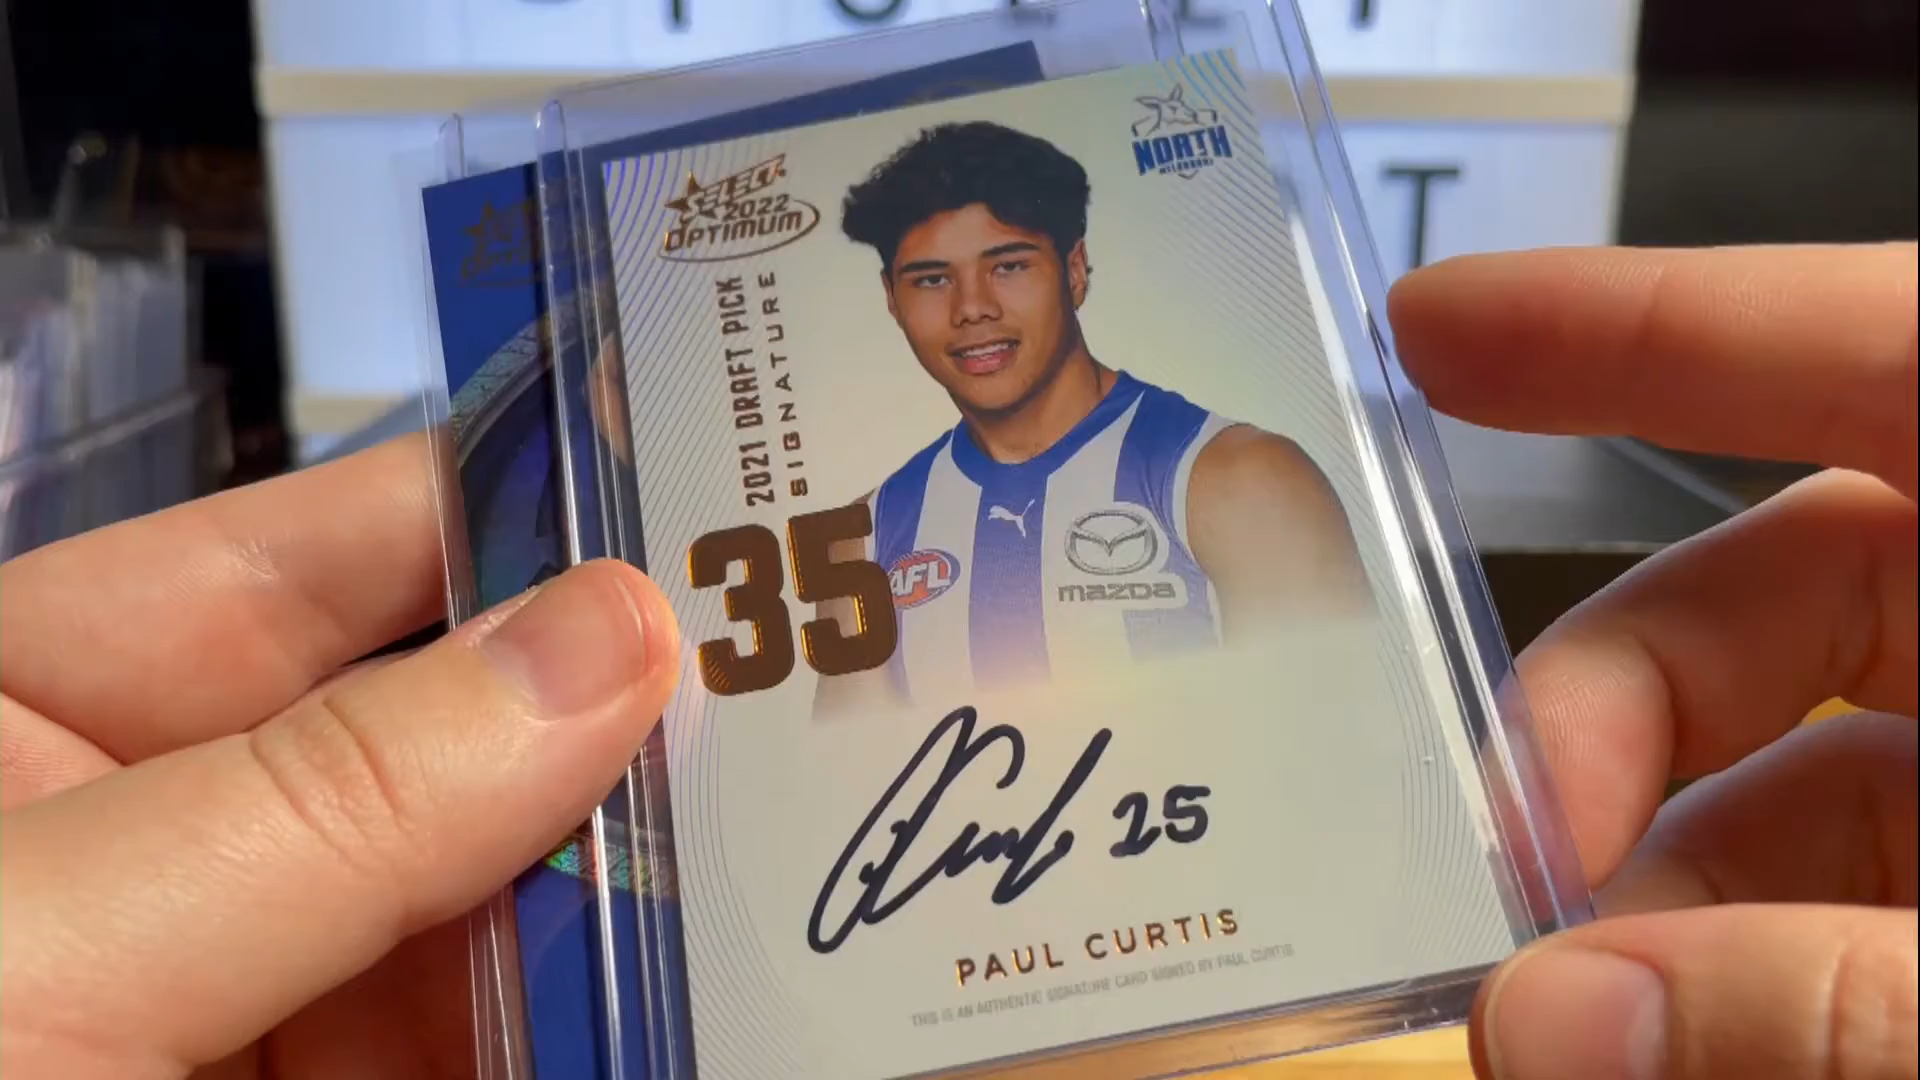 T
SELECT
2022
OPTIMUM
NORTH
MELBOURNE
2021 DRAFT PICK
SIGNATURE
35
AFL
mazda
25
PAUL CURTIS
THIS IS AN AUTHENTIC SIGNATURE CARD SIGNED BY PAUL CURTIS